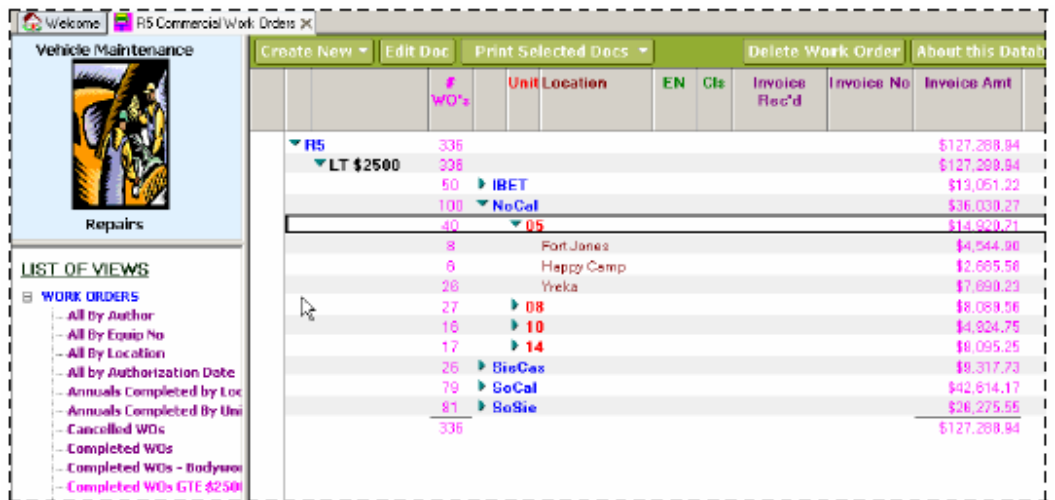 Welcome R5 Commercial Work Orders
Vehicle Maintenance
Repairs
Create New Edit Doc Print Selected Docs Delete Work Order About this Datab
# WO's Unit Location EN Cls Invoice Rec'd Invoice No Invoice Amt
R5 336 $127,288.94
LT $2500 336 $127,288.94
50 IBET $13,051.22
100 NoCal $36,030.27
40 05 $14,920.71
8 Fort Jones $4,544.90
6 Happy Camp $2,685.58
26 Yreka $7,690.23
27 08 $8,089.56
16 10 $4,924.75
17 14 $8,095.25
26 SisCas $9,317.73
79 SoCal $42,614.17
81 SoSie $26,275.55
336 $127,288.94
LIST OF VIEWS
WORK ORDERS
All By Author
All By Equip No
All By Location
All by Authorization Date
Annuals Completed by Loc
Annuals Completed By Uni
Cancelled WOs
Completed WOs
Completed WOs - Bodywor
Completed WOs GTE $2500